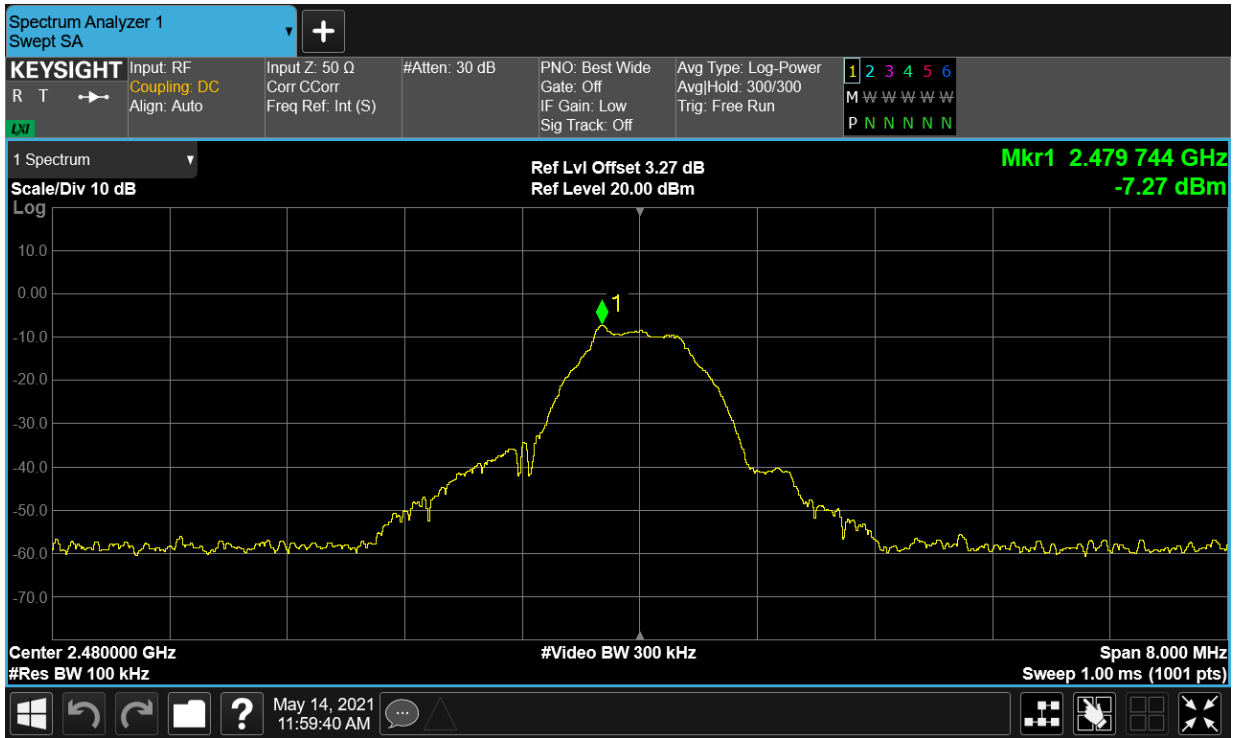 Spectrum Analyzer 1
Swept SA
KEYSIGHT
R T
LXI
Input: RF
Coupling: DC
Align: Auto
Input Z: 50 Ω
Corr CCorr
Freq Ref: Int (S)
#Atten: 30 dB
PNO: Best Wide
Gate: Off
IF Gain: Low
Sig Track: Off
Avg Type: Log-Power
Avg|Hold: 300/300
Trig: Free Run
1 2 3 4 5 6
M W W W W W
P N N N N N
1 Spectrum
Scale/Div 10 dB
Log
Ref Lvl Offset 3.27 dB
Ref Level 20.00 dBm
Mkr1 2.479 744 GHz
-7.27 dBm
10.0
0.00
-10.0
-20.0
-30.0
-40.0
-50.0
-60.0
-70.0
1
Center 2.480000 GHz
#Res BW 100 kHz
#Video BW 300 kHz
Span 8.000 MHz
Sweep 1.00 ms (1001 pts)
?
May 14, 2021
11:59:40 AM